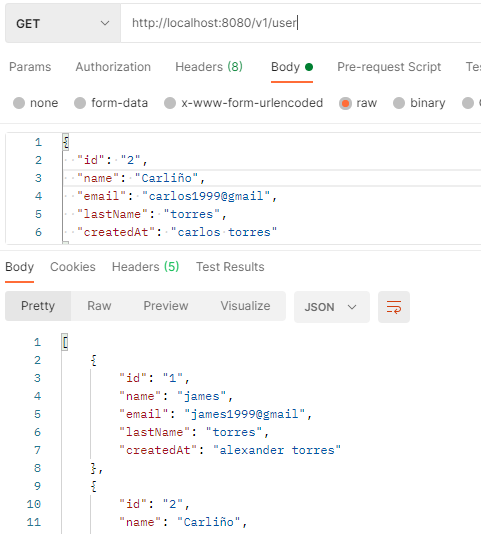 GET http://localhost:8080/v1/user
Params Authorization Headers (8) Body Pre-request Script
none form-data x-www-form-urlencoded raw binary
1 {
2 "id": "2",
3 "name": "Carliño",
4 "email": "carlos1999@gmail",
5 "lastName": "torres",
6 "createdAt": "carlos torres"
Body Cookies Headers (5) Test Results
Pretty Raw Preview Visualize JSON
1 [
2 {
3 "id": "1",
4 "name": "james",
5 "email": "james1999@gmail",
6 "lastName": "torres",
7 "createdAt": "alexander torres"
8 },
9 {
10 "id": "2",
11 "name": "Carliño",